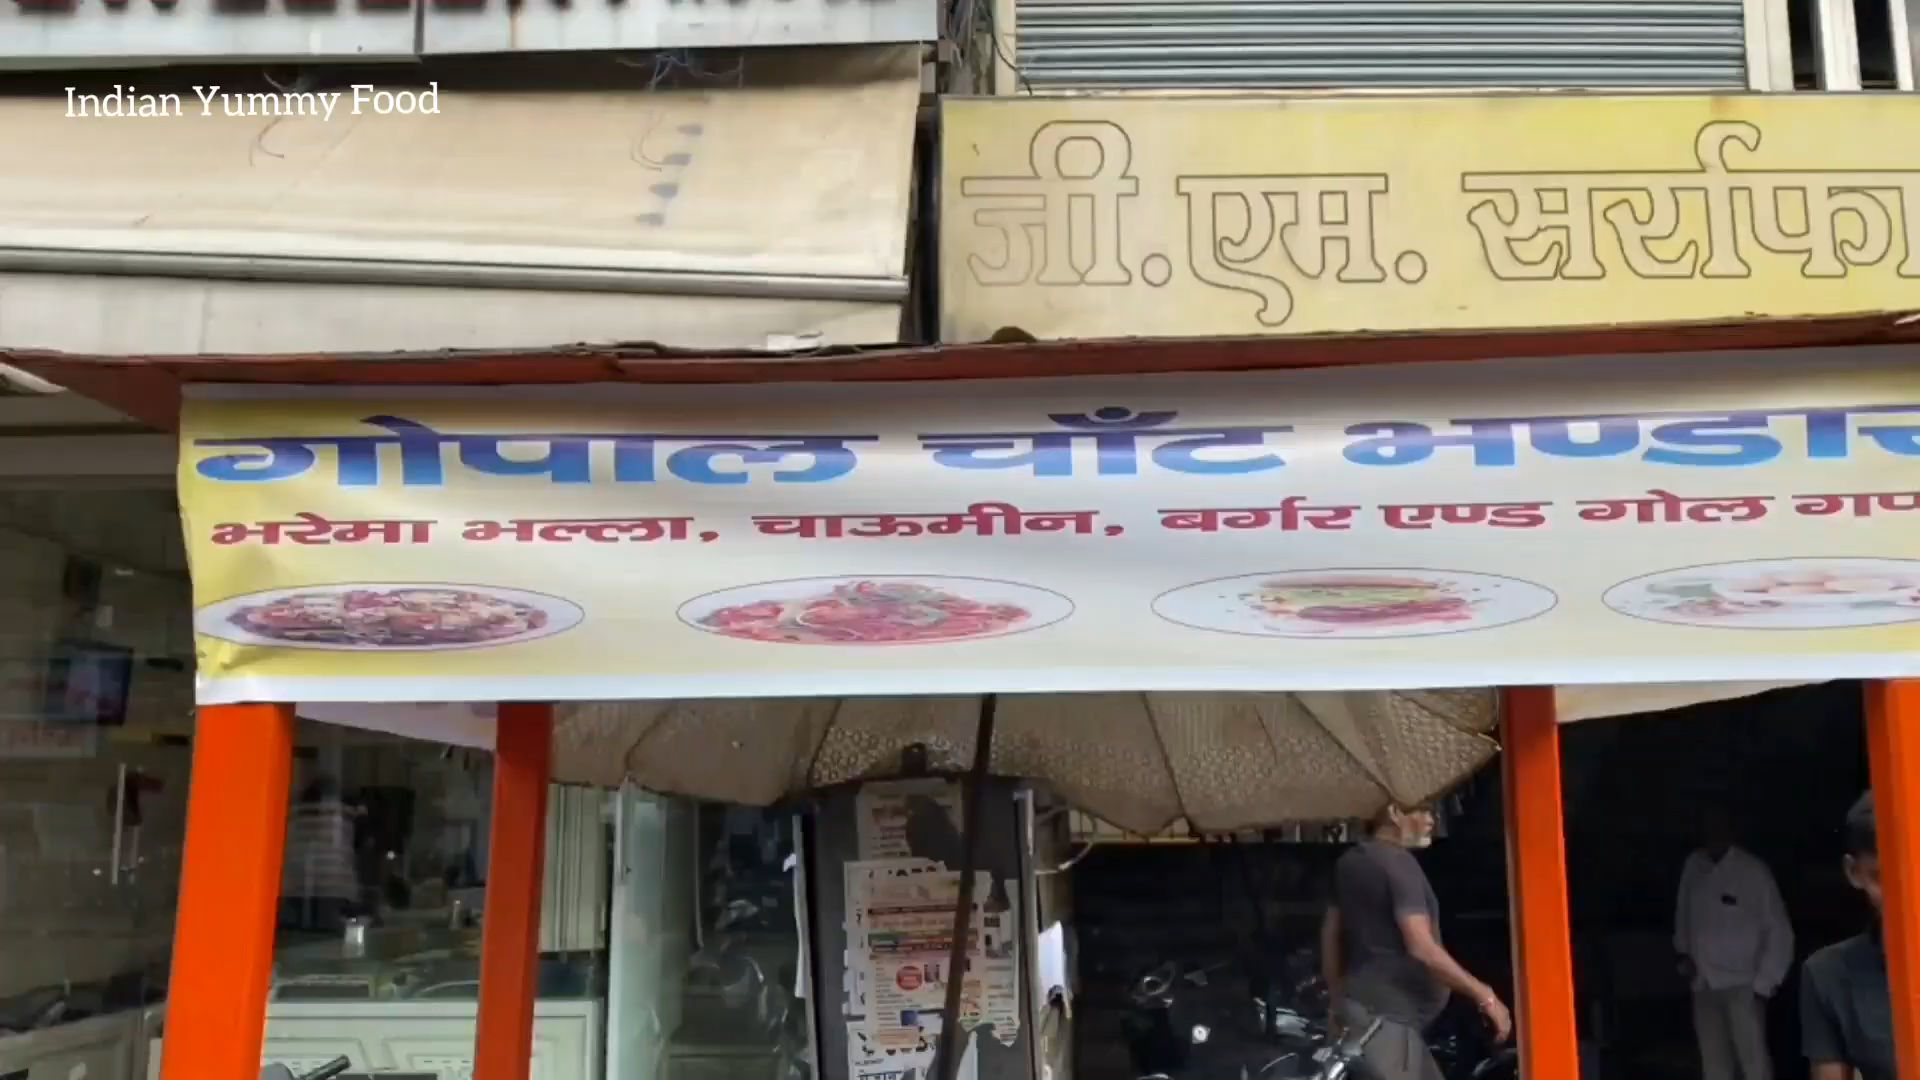 Indian Yummy Food
जी.एम. सर्राफा
गोपाल चाँट भण्डार
भरेमा भल्ला, चाऊमीन, बर्गर एण्ड गोल गप